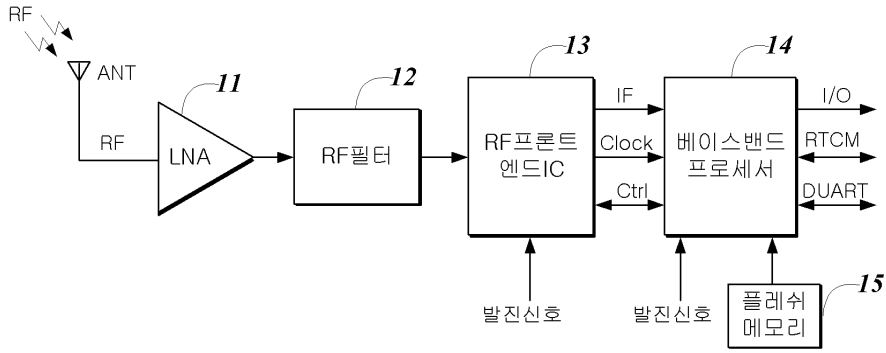 RF
ANT
RF
11
LNA
12
RF필터
13
RF프론트
엔드IC
IF
Clock
Ctrl
14
베이스밴드
프로세서
I/O
RTCM
DUART
발진신호
발진신호
15
플레쉬
메모리